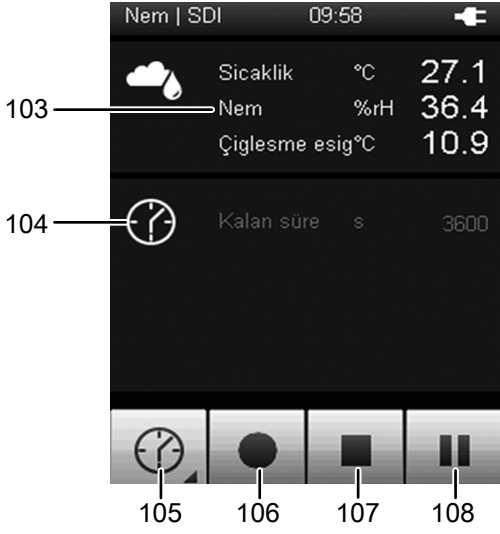 Nem | SDI 09:58
Sicaklik °C 27.1
103 Nem %rH 36.4
Çiglesme esig°C 10.9
104 Kalan süre s 3600
105 106 107 108